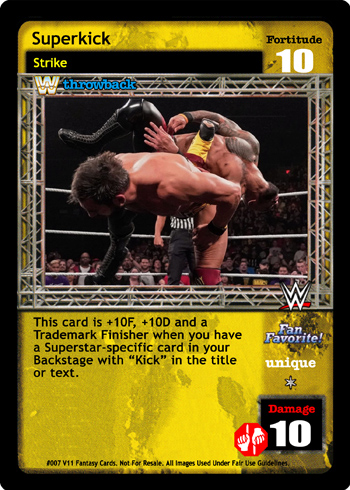 Superkick
Fortitude
10
Strike
W throwback
W
Fan
Favorite!
unique
This card is +10F, +10D and a
Trademark Finisher when you have
a Superstar-specific card in your
Backstage with "Kick" in the title
or text.
Damage
10
#007 V11 Fantasy Cards. Not For Resale. All Images Used Under Fair Use Guidelines.